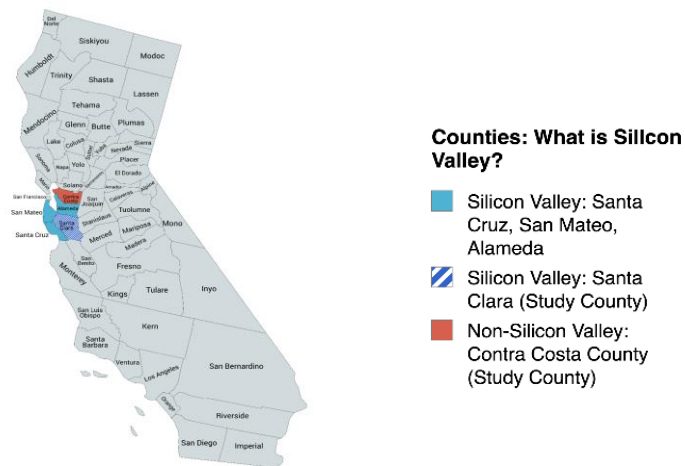 Del
Norte
Siskiyou
Modoc
Humboldt
Trinity
Shasta
Lassen
Tehama
Mendocino
Glenn
Butte
Plumas
Lake
Colusa
Sutter
Yuba
Nevada
Sierra
Placer
Sonoma
Napa
Yolo
El Dorado
Marin
Solano
Amador
Alpine
San Francisco
Contra
Costa
San
Joaquin
Calaveras
San Mateo
Alameda
Tuolumne
Santa
Clara
Stanislaus
Mono
Santa Cruz
Merced
Mariposa
Madera
San
Benito
Monterey
Fresno
Inyo
Kings
Tulare
San Luis
Obispo
Kern
Santa
Barbara
Ventura
Los Angeles
San Bernardino
Orange
Riverside
San Diego
Imperial
Counties: What is Sillcon
Valley?
Silicon Valley: Santa
Cruz, San Mateo,
Alameda
Silicon Valley: Santa
Clara (Study County)
Non-Silicon Valley:
Contra Costa County
(Study County)